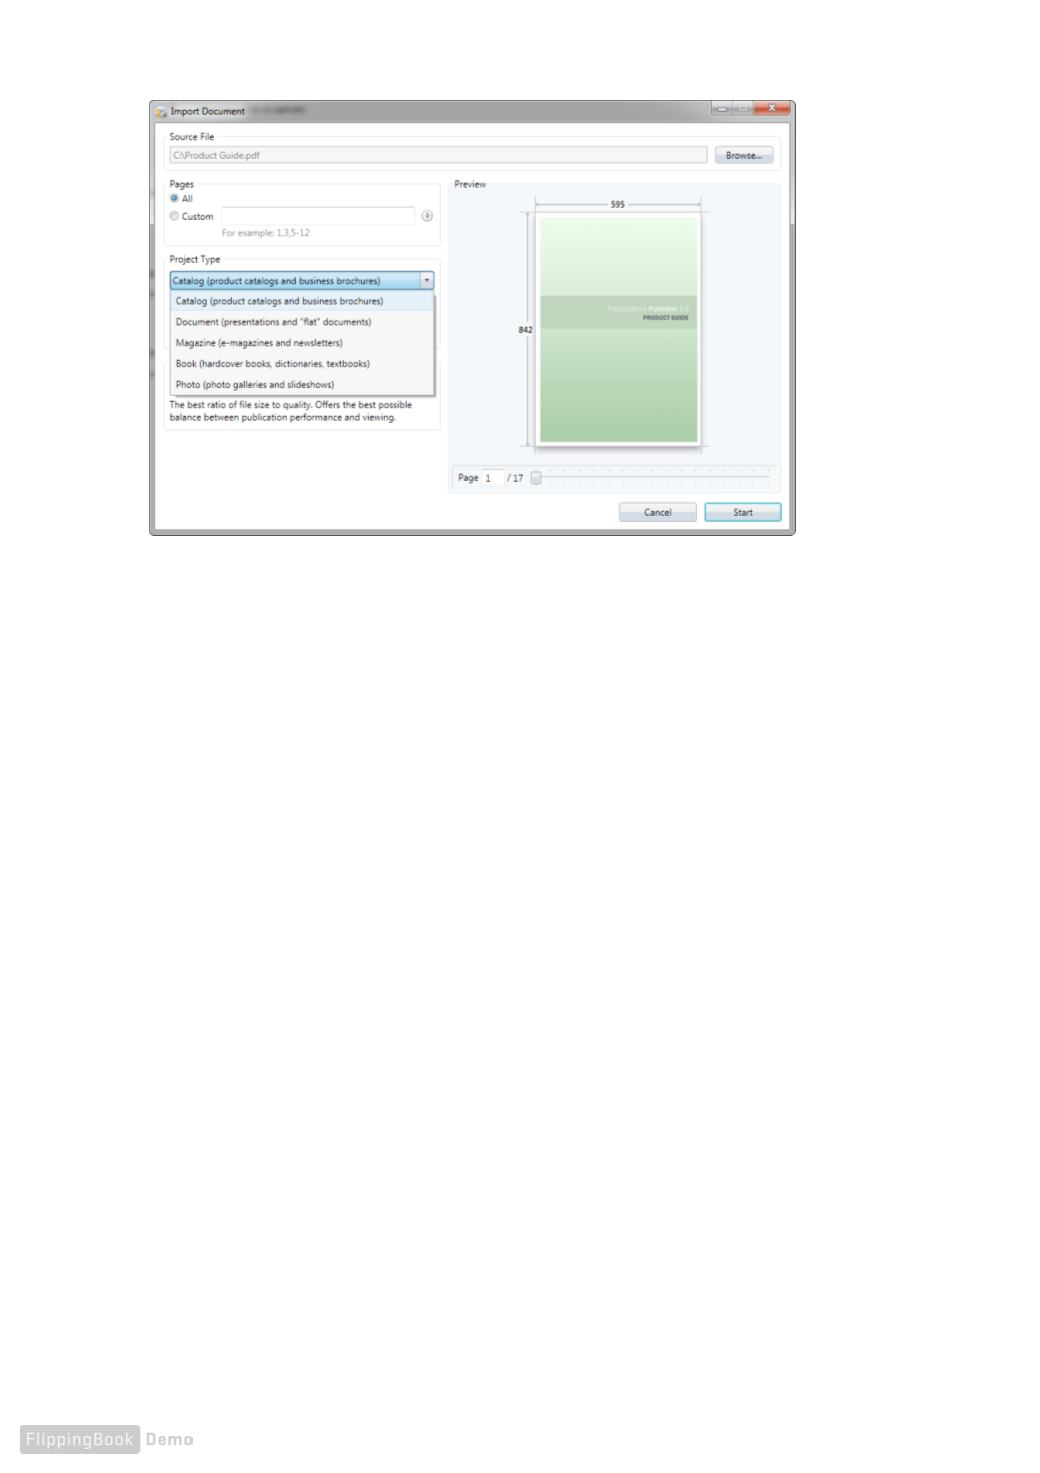 Import Document
Source File
C:\Product Guide.pdf
Browse...
Pages
All
Custom
For example: 1,3,5-12
Project Type
Catalog (product catalogs and business brochures)
Catalog (product catalogs and business brochures)
Document (presentations and "flat" documents)
Magazine (e-magazines and newsletters)
Book (hardcover books, dictionaries, textbooks)
Photo (photo galleries and slideshows)
The best ratio of file size to quality. Offers the best possible
balance between publication performance and viewing.
Preview
595
842
FlippingBook Publisher 2.0
PRODUCT GUIDE
Page 1 / 17
Cancel
Start
FlippingBook Demo